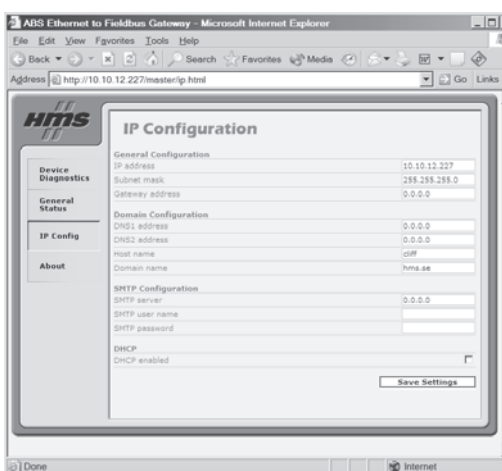 ABS Ethernet to Fieldbus Gateway - Microsoft Internet Explorer
File Edit View Favorites Tools Help
Back Search Favorites Media
Address http://10.10.12.227/master/ip.html Go Links
HMS
IP Configuration
Device Diagnostics
General Status
IP Config
About
General Configuration
IP address 10.10.12.227
Subnet mask 255.255.255.0
Gateway address 0.0.0.0
Domain Configuration
DNS1 address 0.0.0.0
DNS2 address 0.0.0.0
Host name cliff
Domain name hms.se
SMTP Configuration
SMTP server 0.0.0.0
SMTP user name
SMTP password
DHCP
DHCP enabled
Save Settings
Done Internet